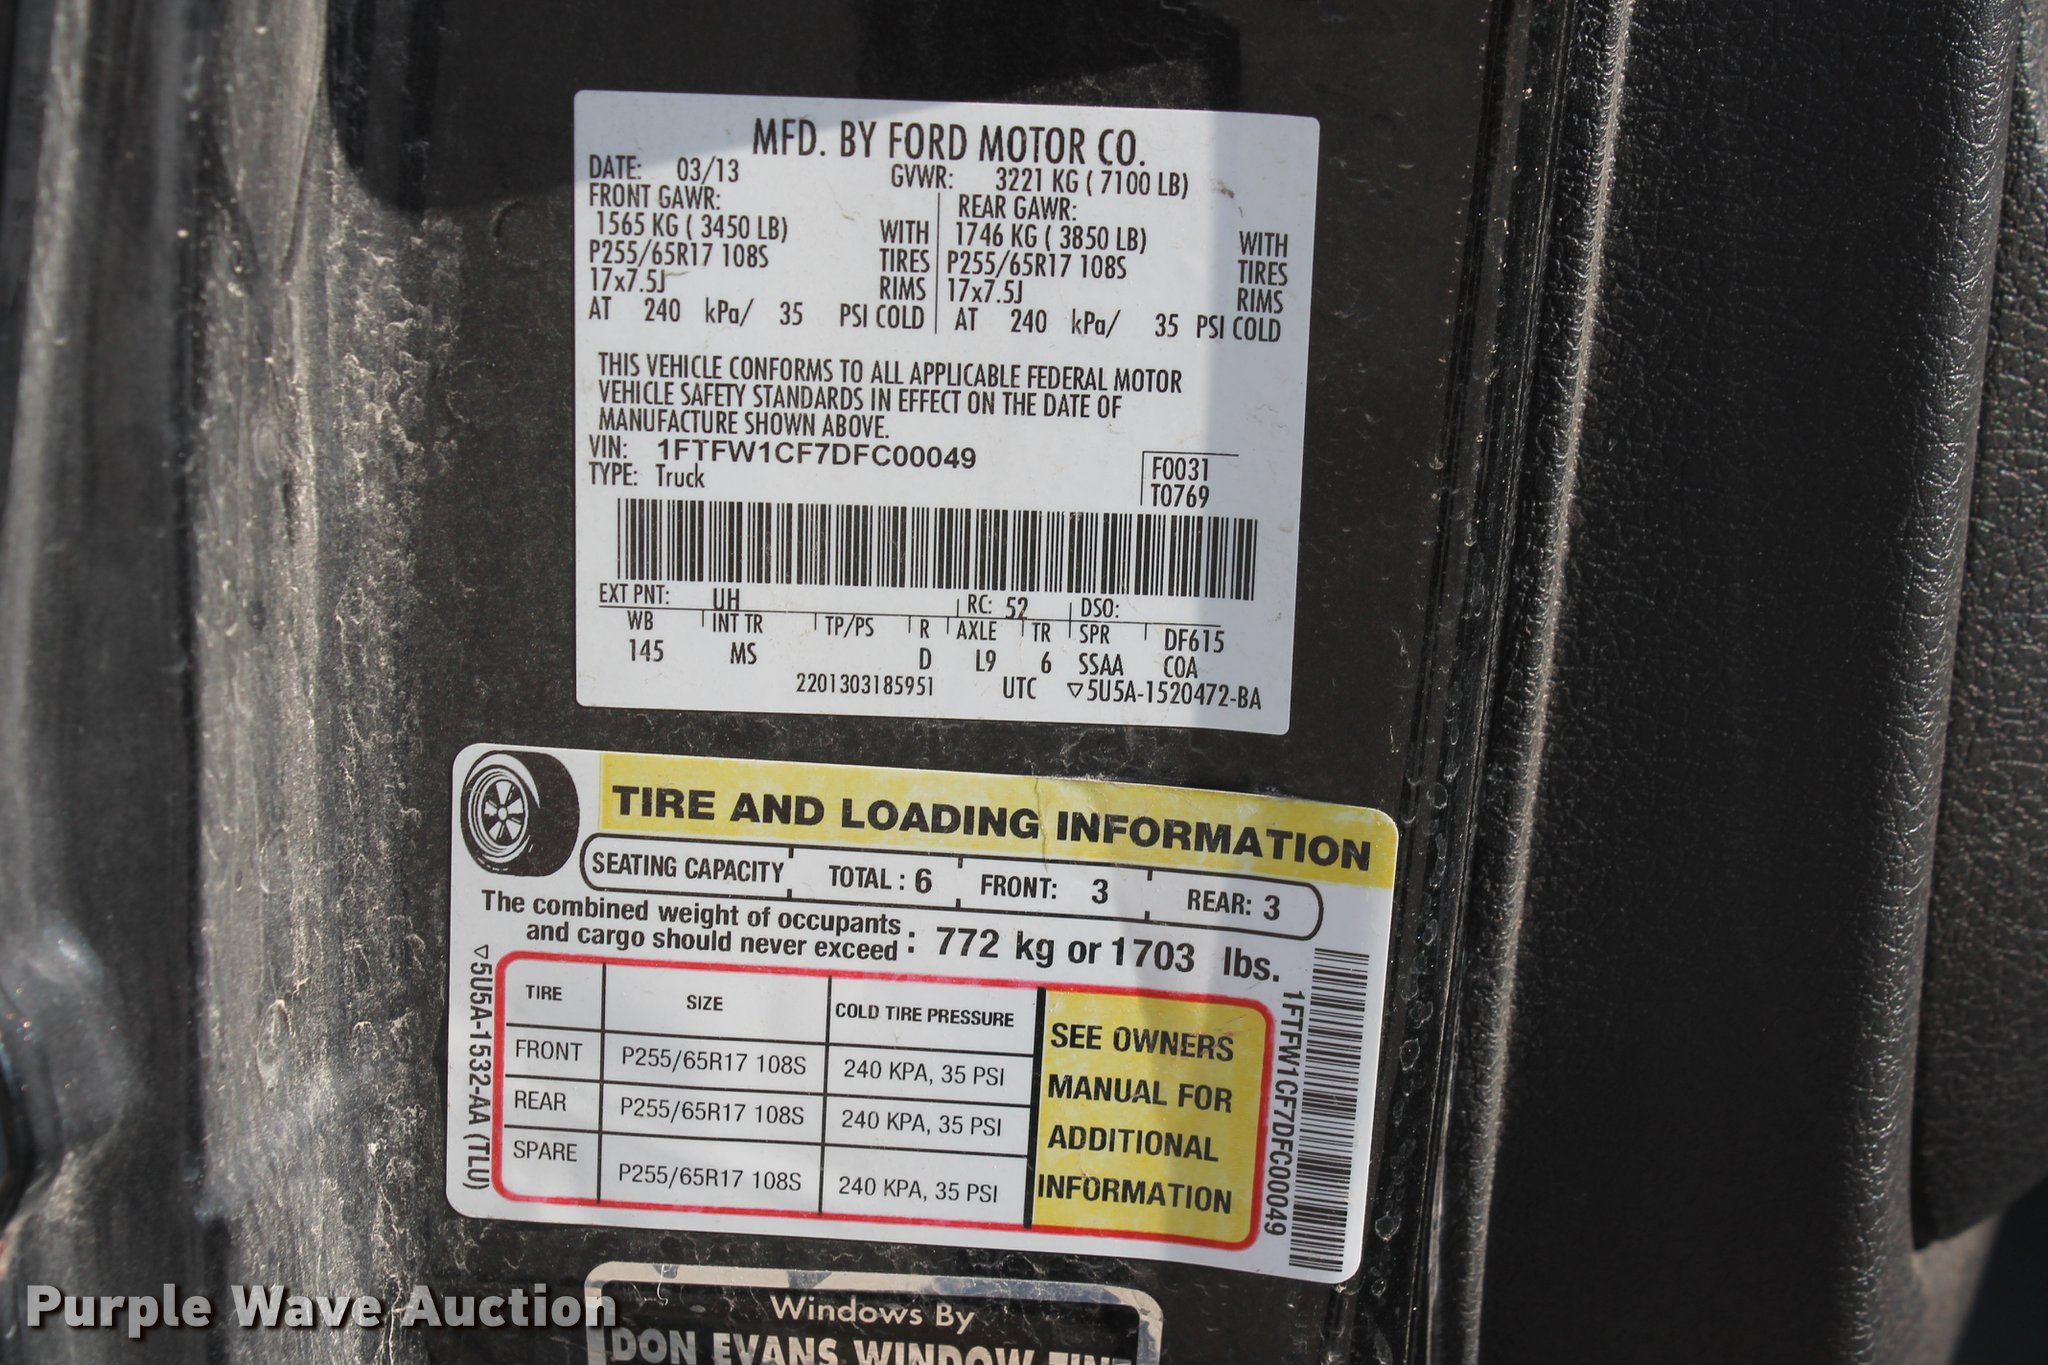 MFD. BY FORD MOTOR CO.
DATE: 03/13 GVWR: 3221 KG ( 7100 LB)
FRONT GAWR: REAR GAWR:
1565 KG ( 3450 LB) WITH 1746 KG ( 3850 LB) WITH
P255/65R17 108S TIRES P255/65R17 108S TIRES
17x7.5J RIMS 17x7.5J RIMS
AT 240 kPa/ 35 PSI COLD AT 240 kPa/ 35 PSI COLD
THIS VEHICLE CONFORMS TO ALL APPLICABLE FEDERAL MOTOR
VEHICLE SAFETY STANDARDS IN EFFECT ON THE DATE OF
MANUFACTURE SHOWN ABOVE.
VIN: 1FTFW1CF7DFC00049
TYPE: Truck
F0031
T0769
EXT PNT: UH RC: 52 DSO:
WB INT TR TP/PS R AXLE TR SPR DF615
145 MS D L9 6 SSAA COA
2201303185951 UTC ▽5U5A-1520472-BA
TIRE AND LOADING INFORMATION
SEATING CAPACITY TOTAL : 6 FRONT: 3 REAR: 3
The combined weight of occupants
and cargo should never exceed : 772 kg or 1703 lbs.
TIRE SIZE COLD TIRE PRESSURE
FRONT P255/65R17 108S 240 KPA, 35 PSI
REAR P255/65R17 108S 240 KPA, 35 PSI
SPARE P255/65R17 108S 240 KPA, 35 PSI
SEE OWNERS
MANUAL FOR
ADDITIONAL
INFORMATION
▽5U5A-1532-AA (TLU)
1FTFW1CF7DFC00049
Windows By
DON EVANS WINDOW
Purple Wave Auction